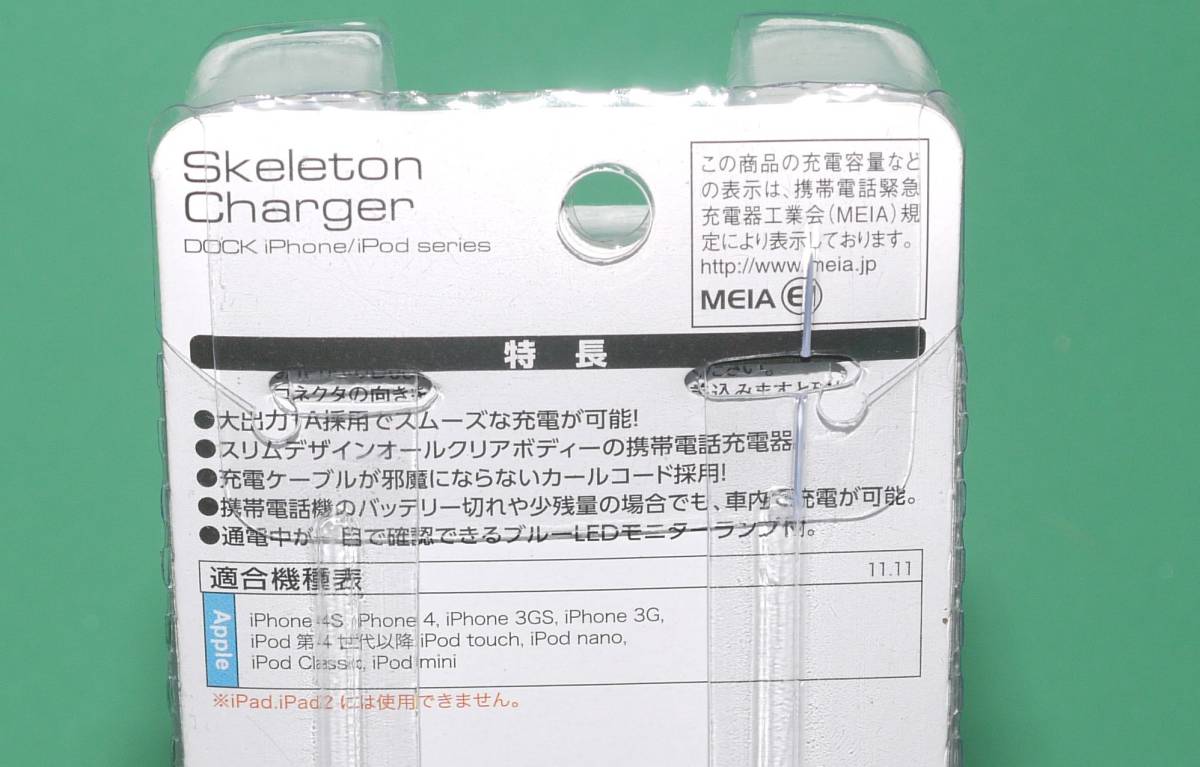 Skeleton
Charger
DOCK iPhone/iPod series
この商品の充電容量など
の表示は、携帯電話緊急
充電器工業会(MEIA)規
定により表示しております。
http://www.meia.jp
MEIA
特長
コネクタの向き
●大出力1A採用でスムーズな充電が可能!
●スリムデザインオールクリアボディーの携帯電話充電器
●充電ケーブルが邪魔にならないカールコード採用!
●携帯電話機のバッテリー切れや少残量の場合でも、車内で充電が可能。
●通電中が一目で確認できるブルーLEDモニターランプ付。
適合機種表
11.11
Apple
iPhone 4S, iPhone 4, iPhone 3GS, iPhone 3G,
iPod 第4世代以降 iPod touch, iPod nano,
iPod Classic, iPod mini
※iPad.iPad2には使用できません。